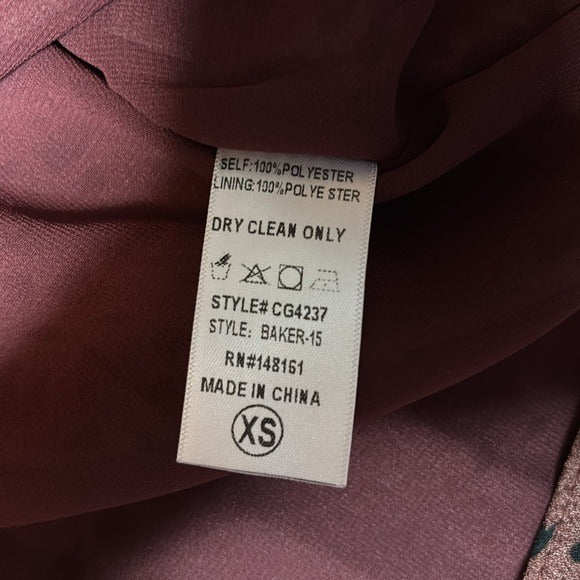 SELF:100%POLYESTER
LINING:100%POLYE STER
DRY CLEAN ONLY
STYLE# CG4237
STYLE: BAKER-15
RN#148161
MADE IN CHINA
XS